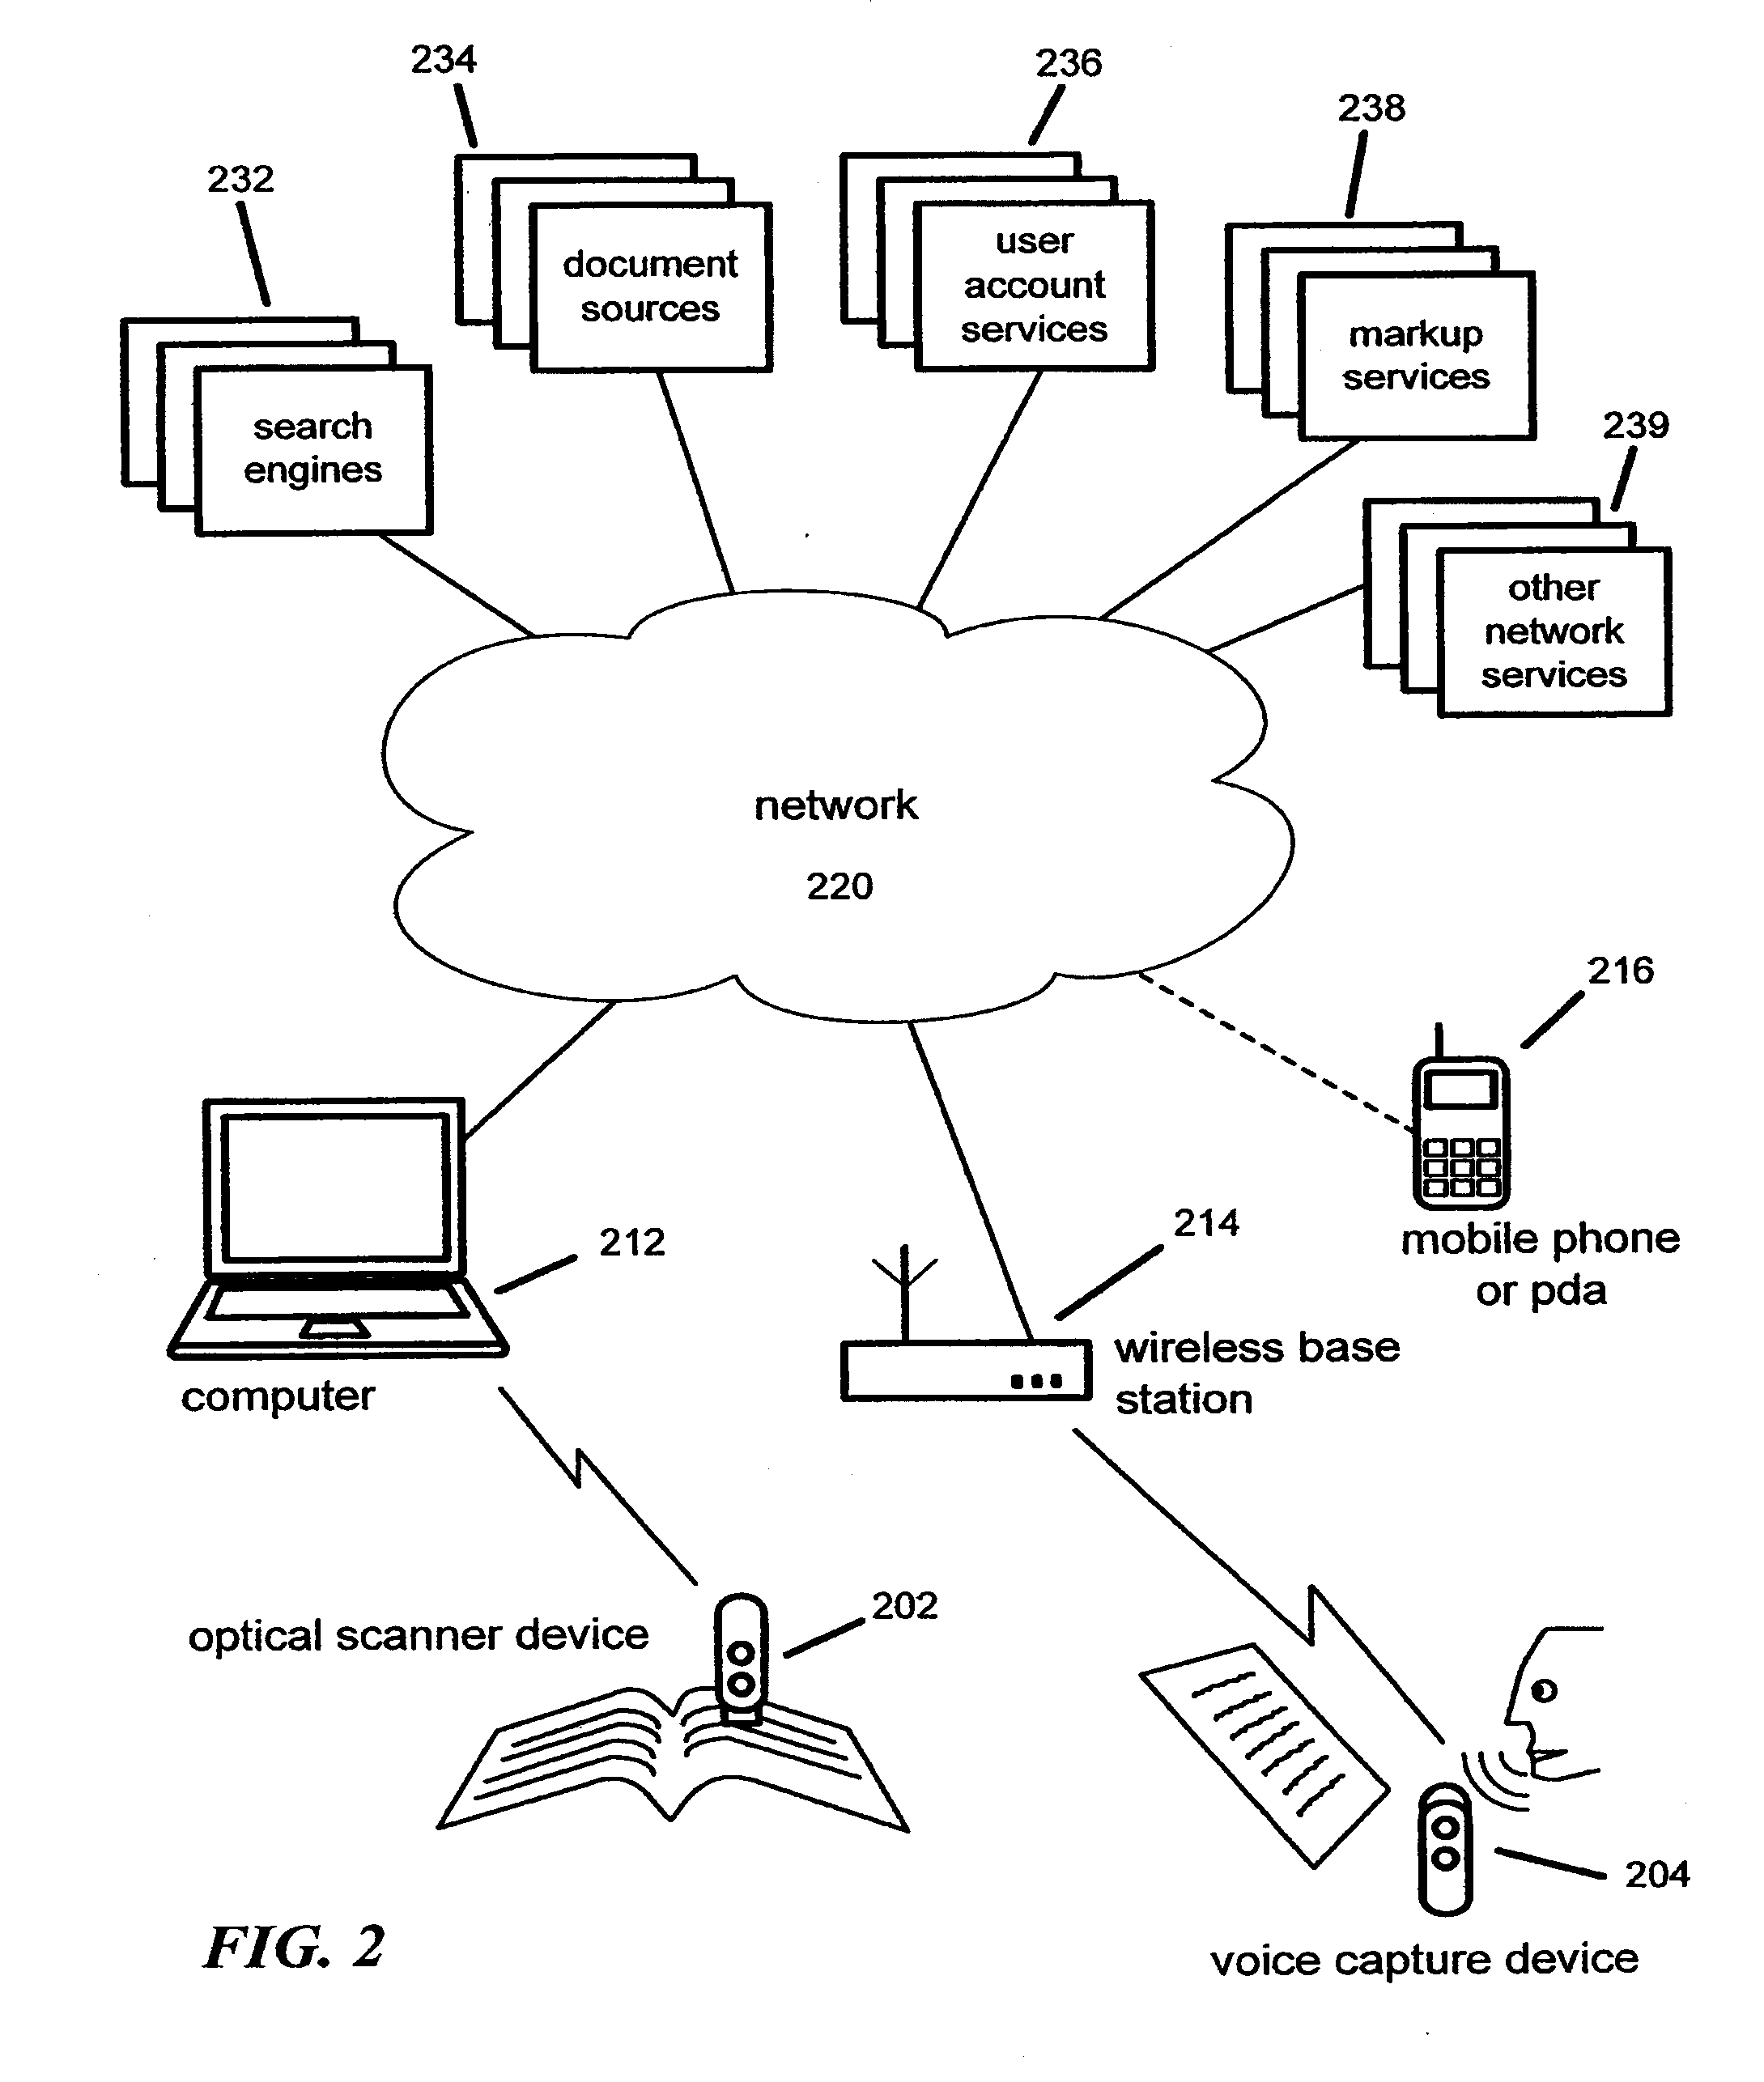 234
236
238
232
document
sources
user
account
services
markup
services
239
search
engines
other
network
services
network
220
216
mobile phone
or pda
212
214
computer
wireless base
station
optical scanner device
202
204
voice capture device
FIG. 2